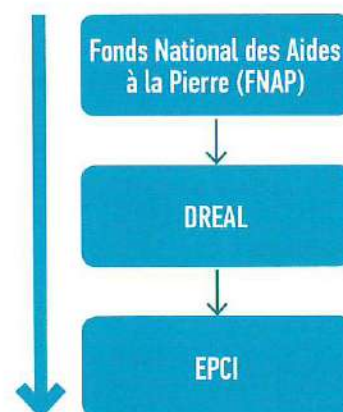 Fonds National des Aides
à la Pierre (FNAP)
DREAL
EPCI